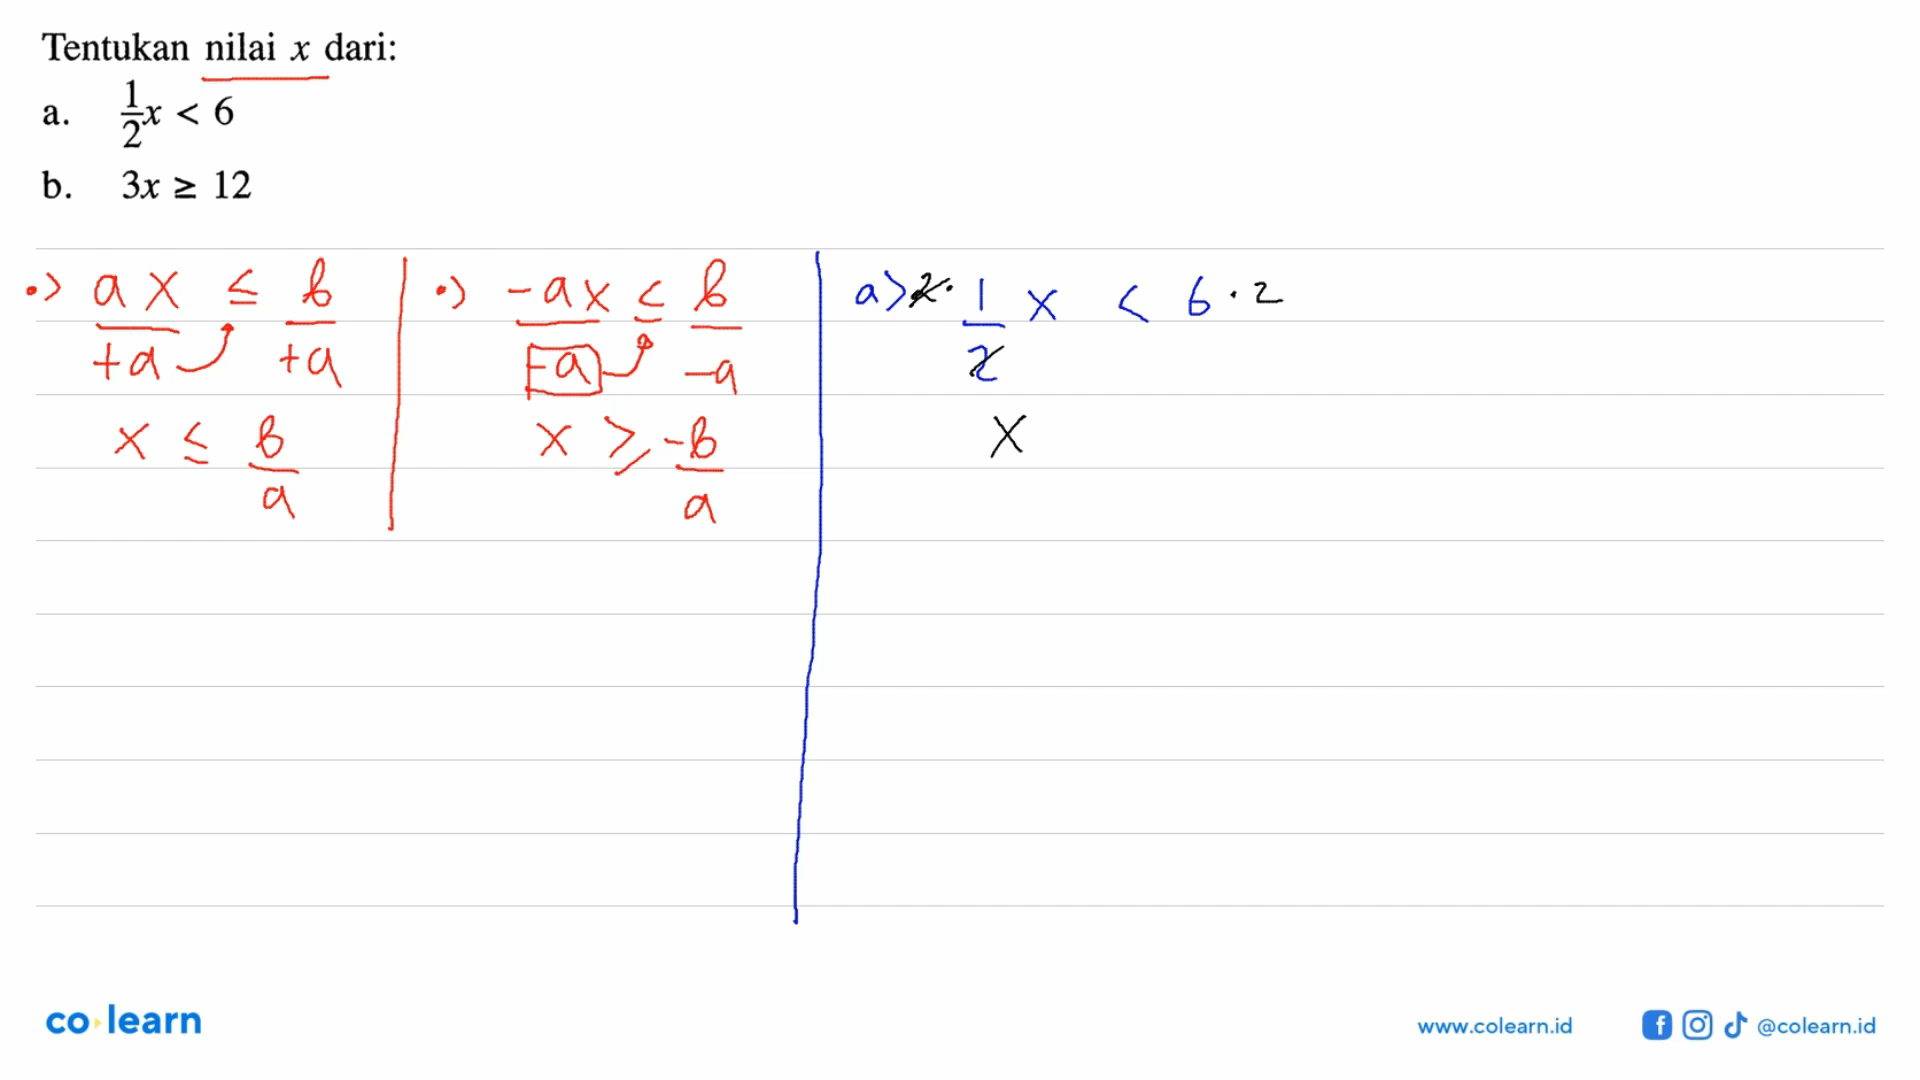 Tentukan nilai x dari:
a. 1/2 x < 6
b. 3x ≥ 12
•> ax/+a ≤ b/+a
x ≤ b/a
•) -ax/-a ≤ b/-a
x ≥ -b/a
a> 2 · 1/2 x < 6 · 2
x
co learn
www.colearn.id
@colearn.id